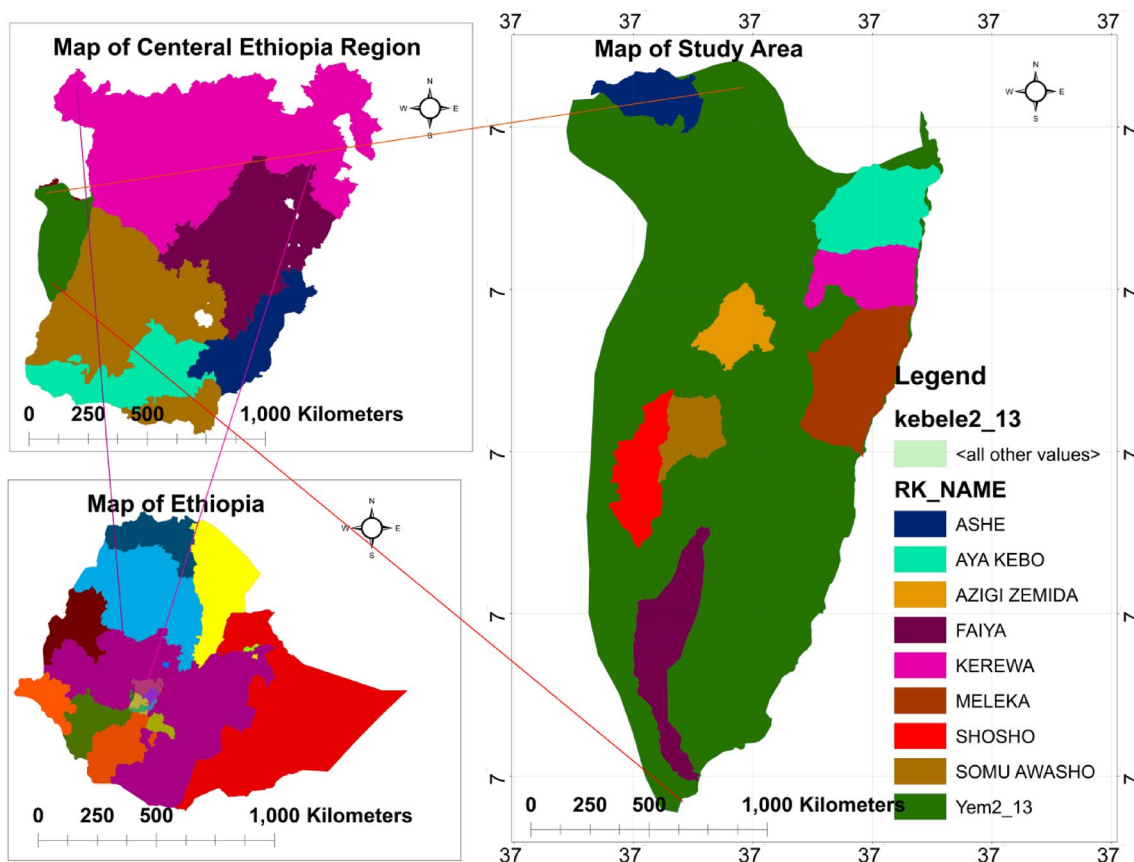 Map of Centeral Ethiopia Region
N
W E
S
0 250 500 1,000 Kilometers
Map of Ethiopia
N
W E
S
0 250 500 1,000 Kilometers
37 37 37 37 37 37
Map of Study Area
N
W E
S
7 7
7 7
7 7
7 7
7 7
Legend
kebele2_13
<all other values>
RK_NAME
ASHE
AYA KEBO
AZIGI ZEMIDA
FAIYA
KEREWA
MELEKA
SHOSHO
SOMU AWASHO
Yem2_13
0 250 500 1,000 Kilometers
37 37 37 37 37 37